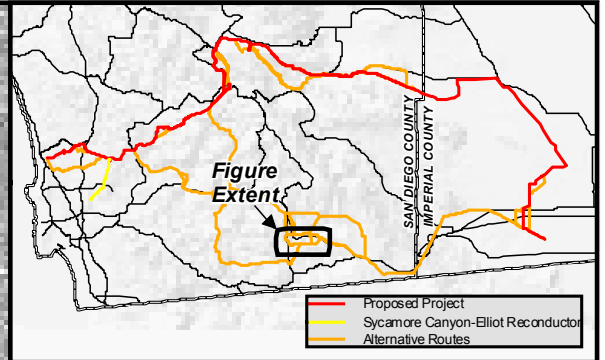 SAN DIEGO COUNTY
IMPERIAL COUNTY
Figure
Extent
Proposed Project
Sycamore Canyon-Elliot Reconductor
Alternative Routes